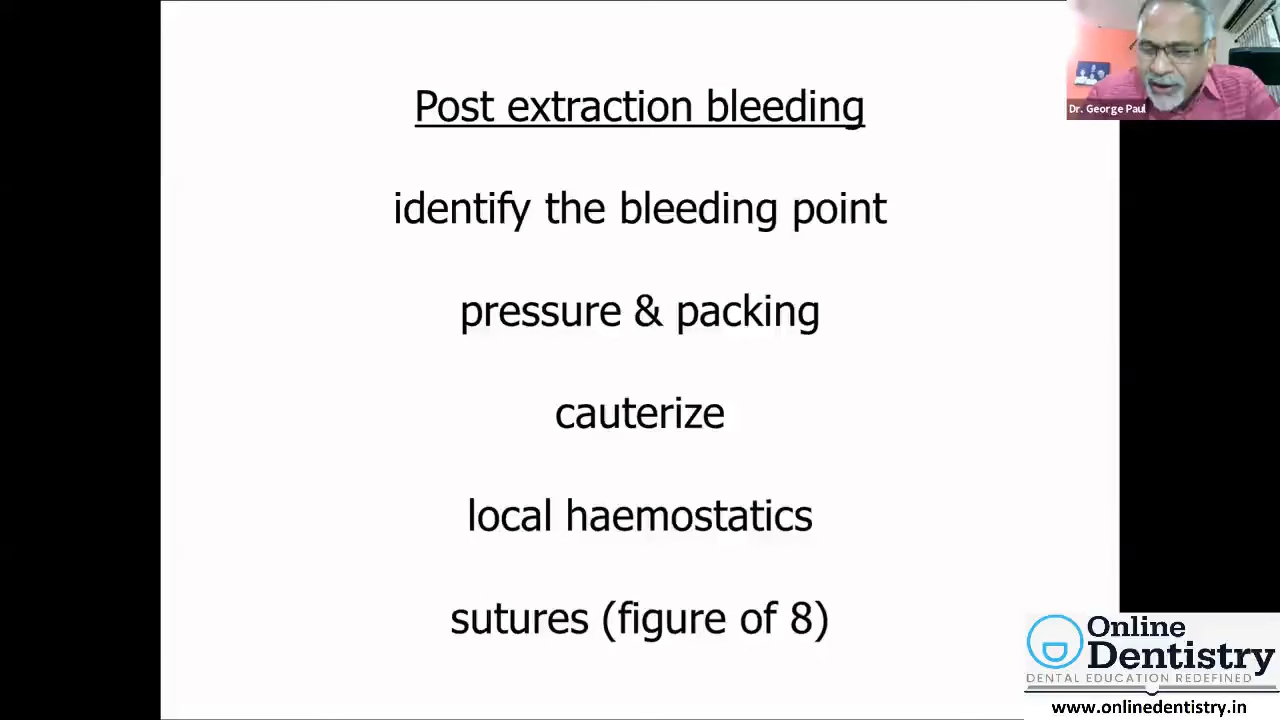 Post extraction bleeding
identify the bleeding point
pressure & packing
cauterize
local haemostatics
sutures (figure of 8)
Dr. George Paul
Online
Dentistry
DENTAL EDUCATION REDEFINED
www.onlinedentistry.in